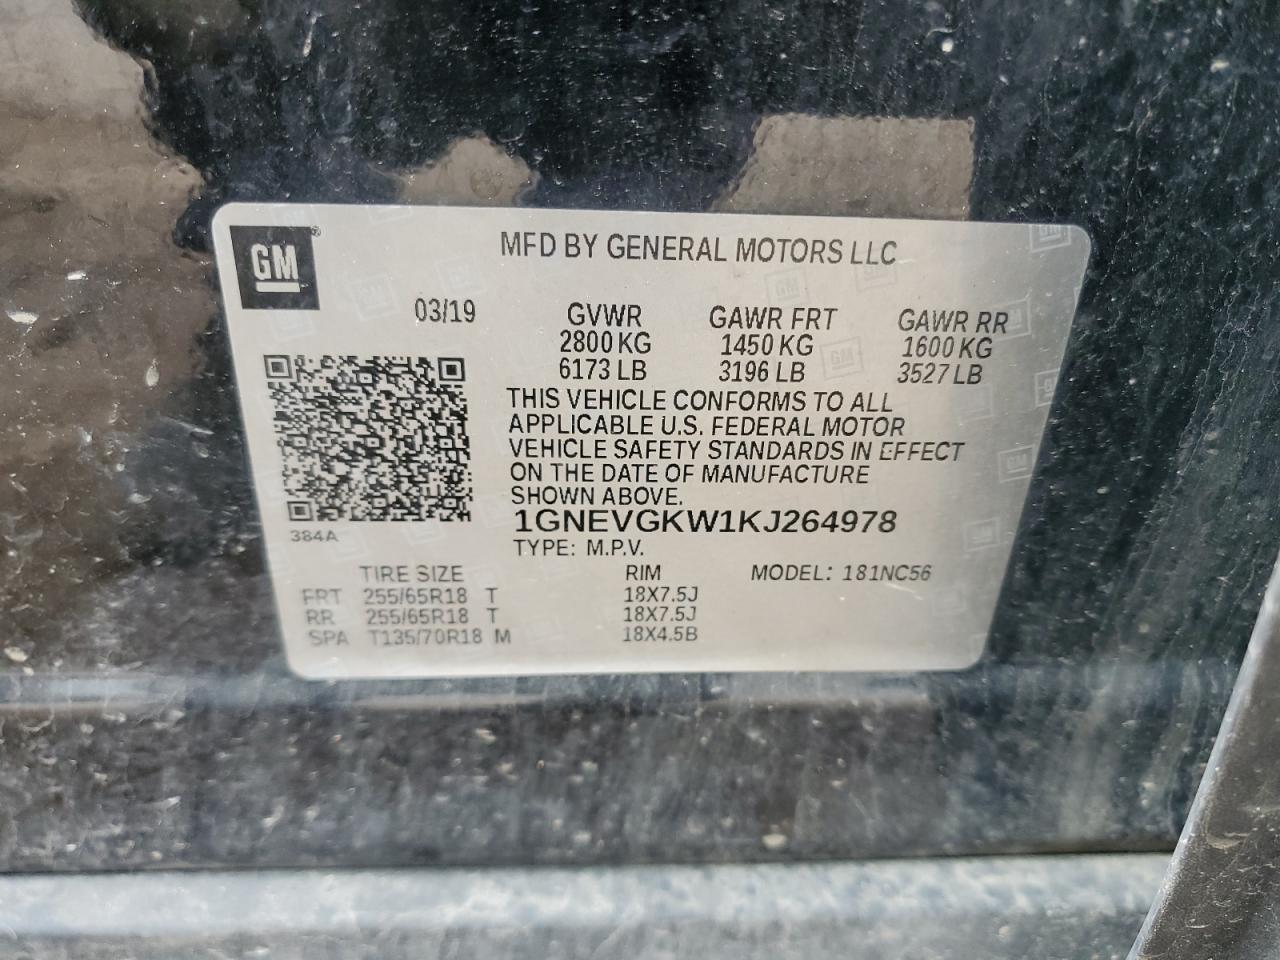 GM®
MFD BY GENERAL MOTORS LLC
03/19
GVWR GAWR FRT GAWR RR
2800 KG 1450 KG 1600 KG
6173 LB 3196 LB 3527 LB
THIS VEHICLE CONFORMS TO ALL
APPLICABLE U.S. FEDERAL MOTOR
VEHICLE SAFETY STANDARDS IN EFFECT
ON THE DATE OF MANUFACTURE
SHOWN ABOVE.
1GNEVGKW1KJ264978
384A
TYPE: M.P.V.
TIRE SIZE RIM MODEL: 181NC56
FRT 255/65R18 T 18X7.5J
RR 255/65R18 T 18X7.5J
SPA T135/70R18 M 18X4.5B